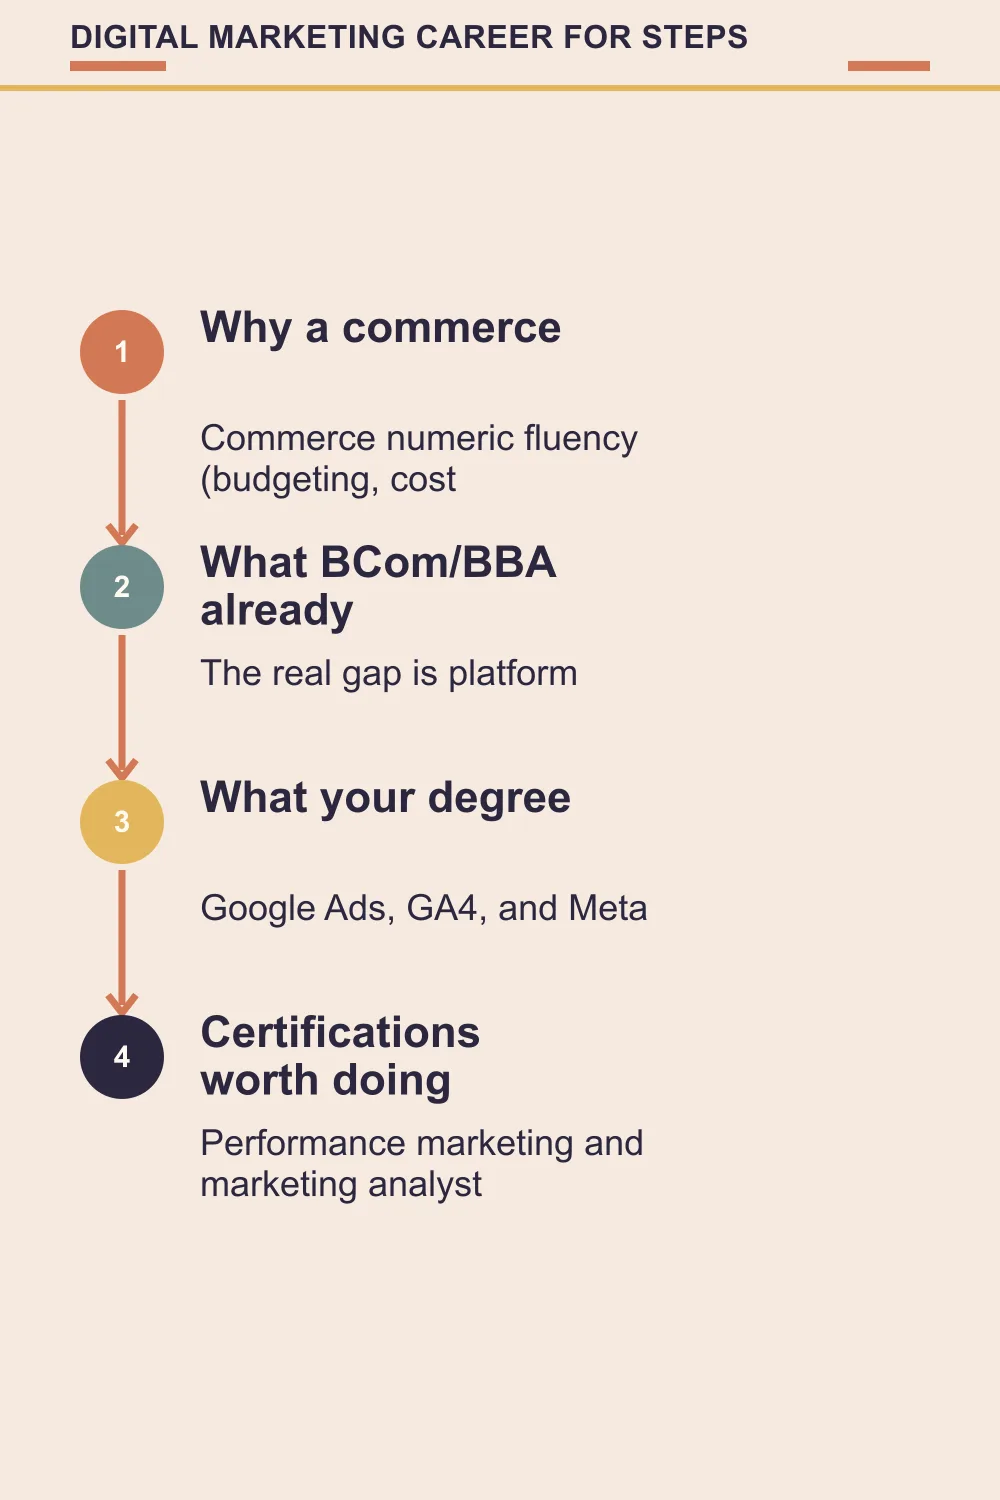 DIGITAL MARKETING CAREER FOR STEPS
1
Why a commerce
Commerce numeric fluency
(budgeting, cost
2
What BCom/BBA
already
The real gap is platform
3
What your degree
Google Ads, GA4, and Meta
4
Certifications
worth doing
Performance marketing and
marketing analyst